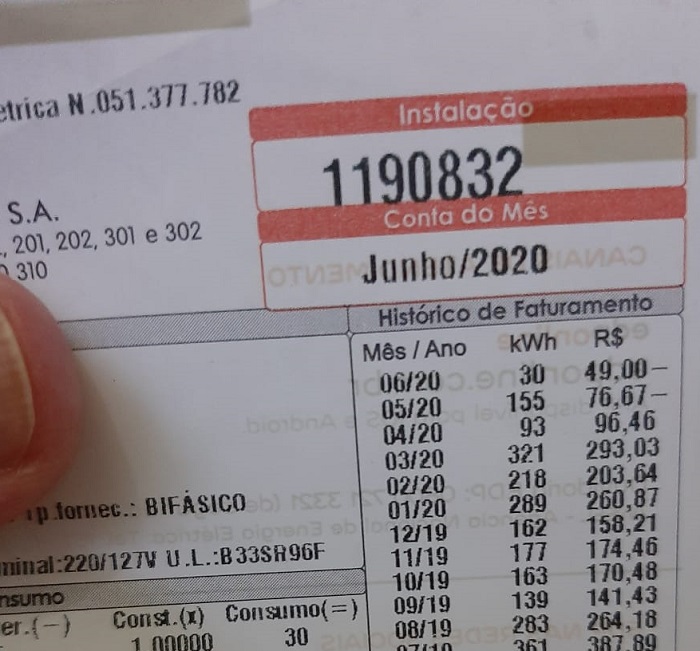 etrica N.051.377.782
Instalação
1190832
S.A.
, 201, 202, 301 e 302
310
Conta do Mês
Junho/2020
Histórico de Faturamento
Mês / Ano kWh R$
06/20 30 49,00-
05/20 155 76,67-
04/20 93 96,46
03/20 321 293,03
02/20 218 203,64
01/20 289 260,87
12/19 162 158,21
11/19 177 174,46
10/19 163 170,48
09/19 139 141,43
08/19 283 264,18
07/19 361 387,89
p.fornec.: BIFÁSICO
minal:220/127V U.L.:B33SR96F
nsumo
er.(-) Const.(x) Consumo(=)
1,00000 30